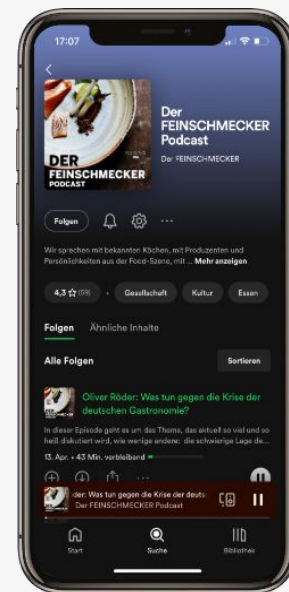 17:07
DER
FEINSCHMECKER
PODCAST
Der
FEINSCHMECKER
Podcast
Der FEINSCHMECKER
Folgen
Wir sprechen mit bekannten Köchen, mit Produzenten und
Persönlichkeiten aus der Food-Szene, mit ... Mehr anzeigen
4,3 (59)
Gesellschaft
Kultur
Essen
Folgen
Ähnliche Inhalte
Alle Folgen
Sortieren
Oliver Röder: Was tun gegen die Krise der
deutschen Gastronomie?
In dieser Episode geht es um das Thema, das aktuell so viel und so
heiß diskutiert wird, wie wenige andere: die schwierige Lage de...
13. Apr. • 43 Min. verbleibend
der: Was tun gegen die Krise der deuts
Der FEINSCHMECKER Podcast
Start
Suche
Bibliothek